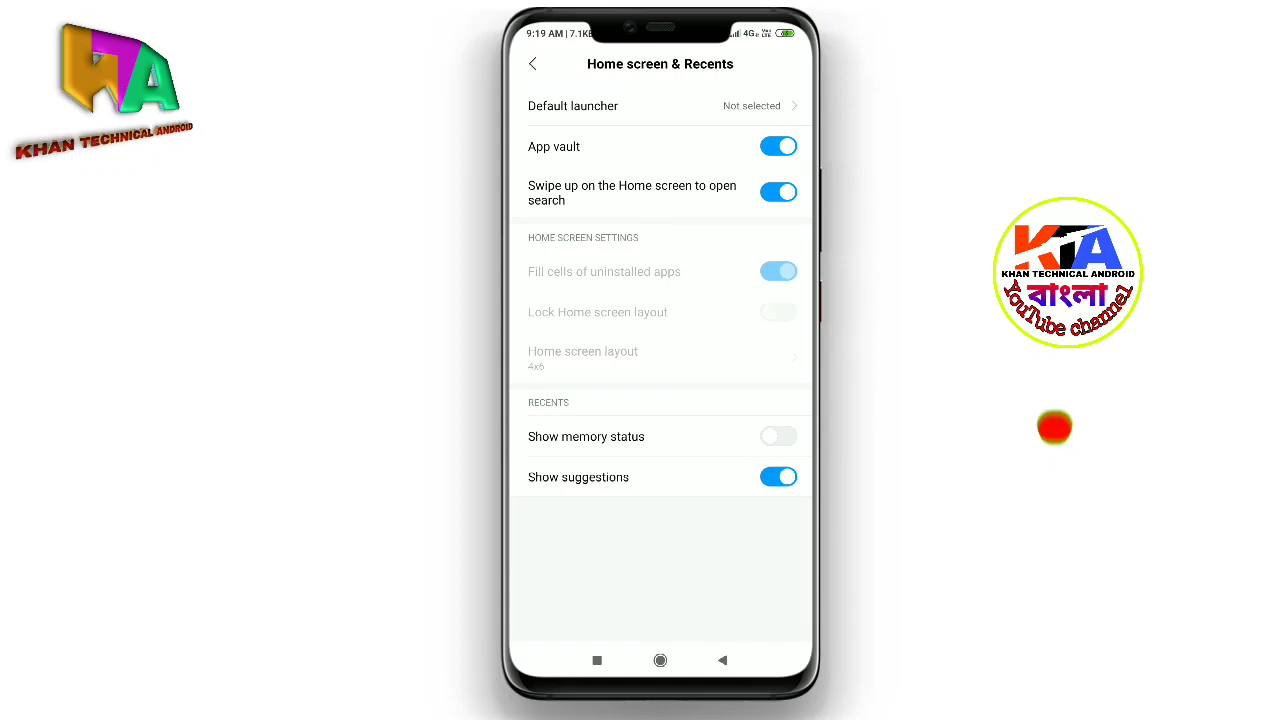 KHAN TECHNICAL ANDROID
9:19 AM | 7.1K
4G
Home screen & Recents
Default launcher
Not selected
App vault
Swipe up on the Home screen to open
search
HOME SCREEN SETTINGS
Fill cells of uninstalled apps
Lock Home screen layout
Home screen layout
4x6
RECENTS
Show memory status
Show suggestions
KTA
KHAN TECHNICAL ANDROID
বাংলা
YouTube channel